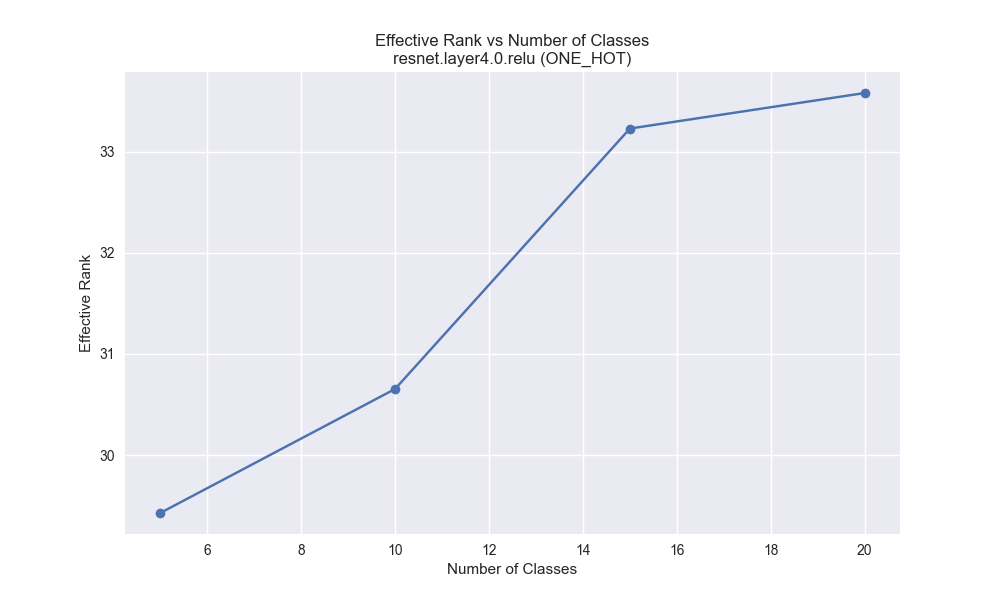 Effective Rank vs Number of Classes
resnet.layer4.0.relu (ONE_HOT)
Effective Rank
33
32
31
30
6 8 10 12 14 16 18 20
Number of Classes